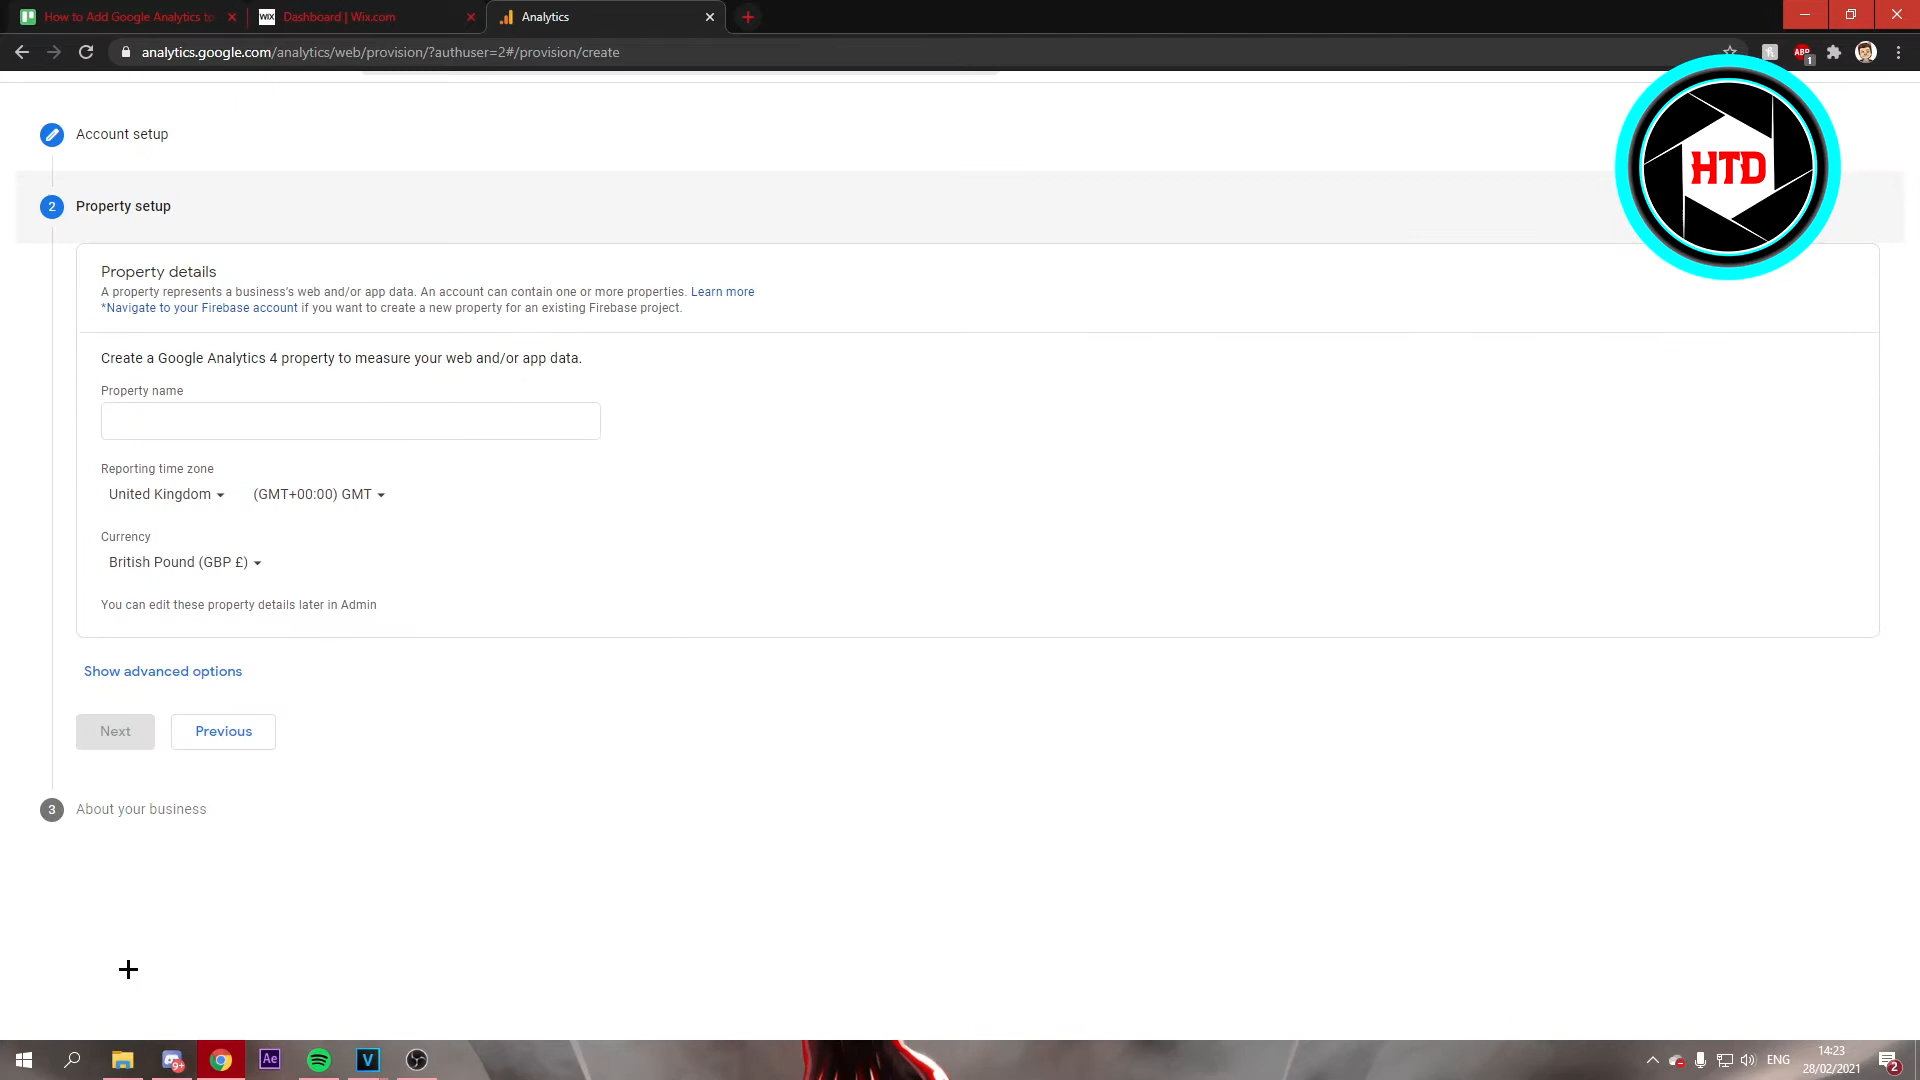 How to Add Google Analytics to
WIX Dashboard | Wix.com
Analytics
analytics.google.com/analytics/web/provision/?authuser=2#/provision/create
ABP
1
HTD
Account setup
2 Property setup
Property details
A property represents a business's web and/or app data. An account can contain one or more properties. Learn more
*Navigate to your Firebase account if you want to create a new property for an existing Firebase project.
Create a Google Analytics 4 property to measure your web and/or app data.
Property name
Reporting time zone
United Kingdom (GMT+00:00) GMT
Currency
British Pound (GBP £)
You can edit these property details later in Admin
Show advanced options
Next Previous
3 About your business
9+
Ae
V
ENG
14:23
28/02/2021
2